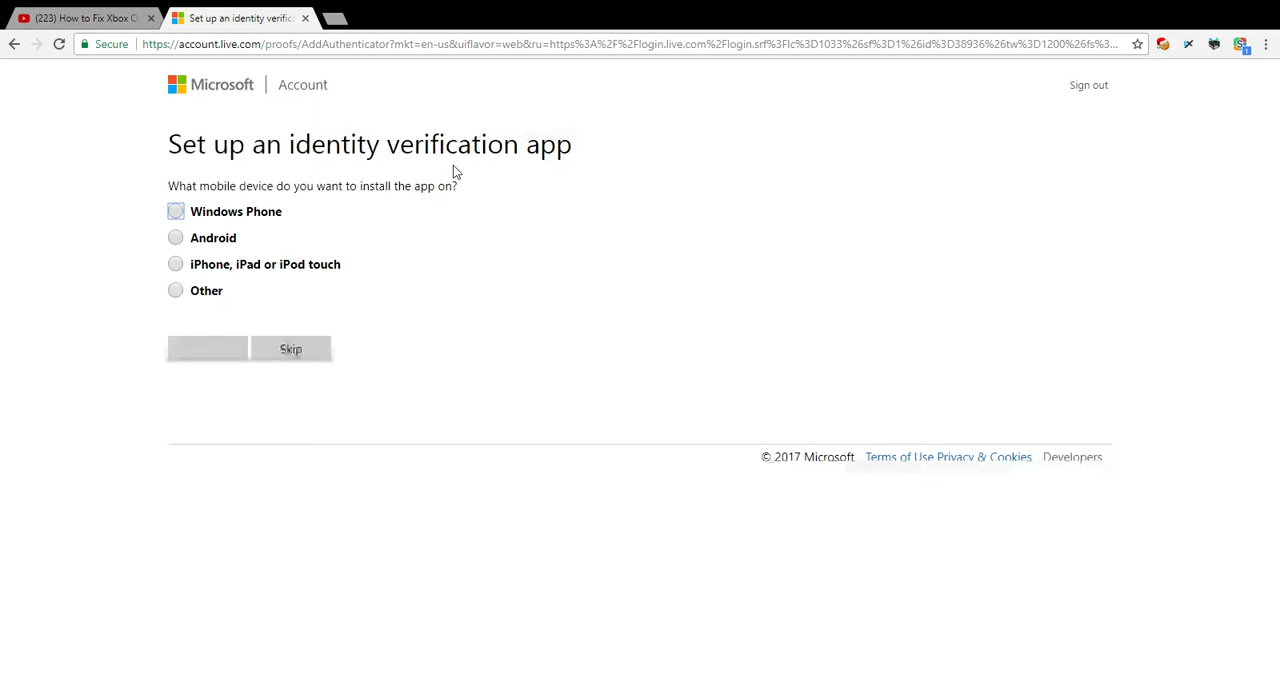 (223) How to Fix Xbox O
Set up an identity verific
Secure https://account.live.com/proofs/AddAuthenticator?mkt=en-us&uiflavor=web&ru=https%3A%2F%2Flogin.live.com%2Flogin.srf%3Flc%3D1033%26sf%3D1%26id%3D38936%26tw%3D1200%26fs%3...
1
Microsoft Account
Sign out
Set up an identity verification app
What mobile device do you want to install the app on?
Windows Phone
Android
iPhone, iPad or iPod touch
Other
Skip
© 2017 Microsoft Terms of Use Privacy & Cookies Developers